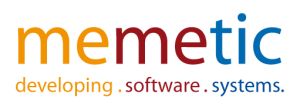 memetic
developing . software . systems.